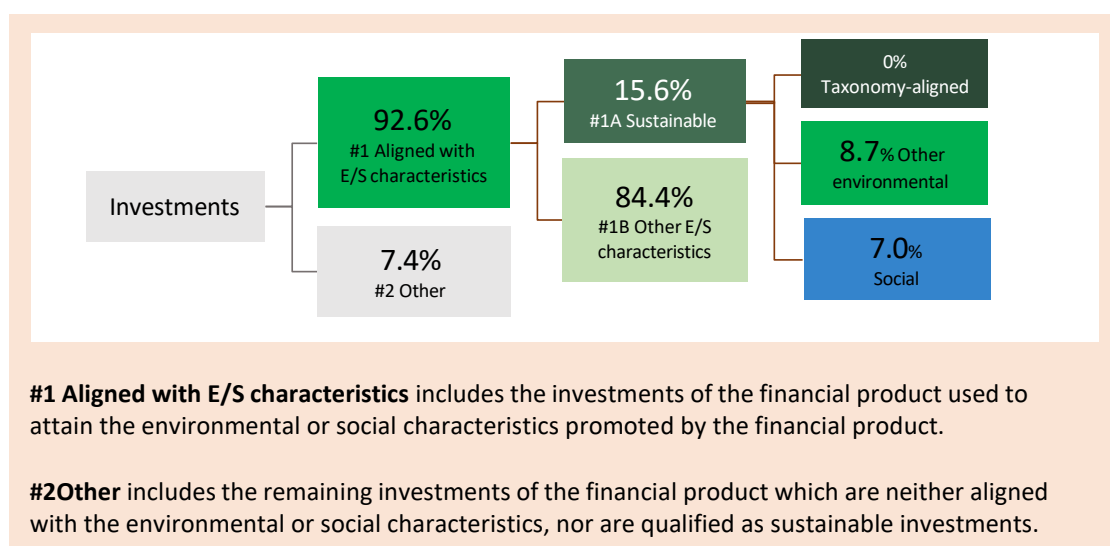 Investments
92.6%
#1 Aligned with
E/S characteristics
7.4%
#2 Other
15.6%
#1A Sustainable
84.4%
#1B Other E/S
characteristics
0%
Taxonomy-aligned
8.7% Other
environmental
7.0%
Social
#1 Aligned with E/S characteristics includes the investments of the financial product used to
attain the environmental or social characteristics promoted by the financial product.
#2Other includes the remaining investments of the financial product which are neither aligned
with the environmental or social characteristics, nor are qualified as sustainable investments.